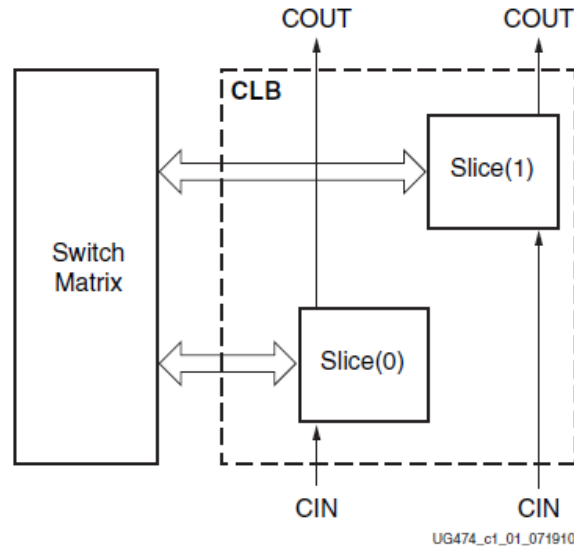 COUT COUT
CLB
Slice(1)
Switch
Matrix
Slice(0)
CIN CIN
UG474_c1_01_071910